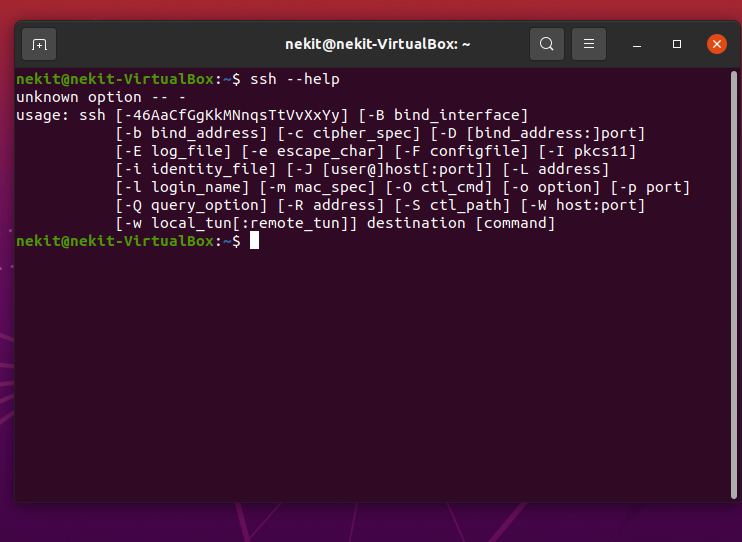 nekit@nekit-VirtualBox: ~
nekit@nekit-VirtualBox:~$ ssh --help
unknown option -- -
usage: ssh [-46AaCfGgKkMNnqsTtVvXxYy] [-B bind_interface]
           [-b bind_address] [-c cipher_spec] [-D [bind_address:]port]
           [-E log_file] [-e escape_char] [-F configfile] [-I pkcs11]
           [-i identity_file] [-J [user@]host[:port]] [-L address]
           [-l login_name] [-m mac_spec] [-O ctl_cmd] [-o option] [-p port]
           [-Q query_option] [-R address] [-S ctl_path] [-W host:port]
           [-w local_tun[:remote_tun]] destination [command]
nekit@nekit-VirtualBox:~$